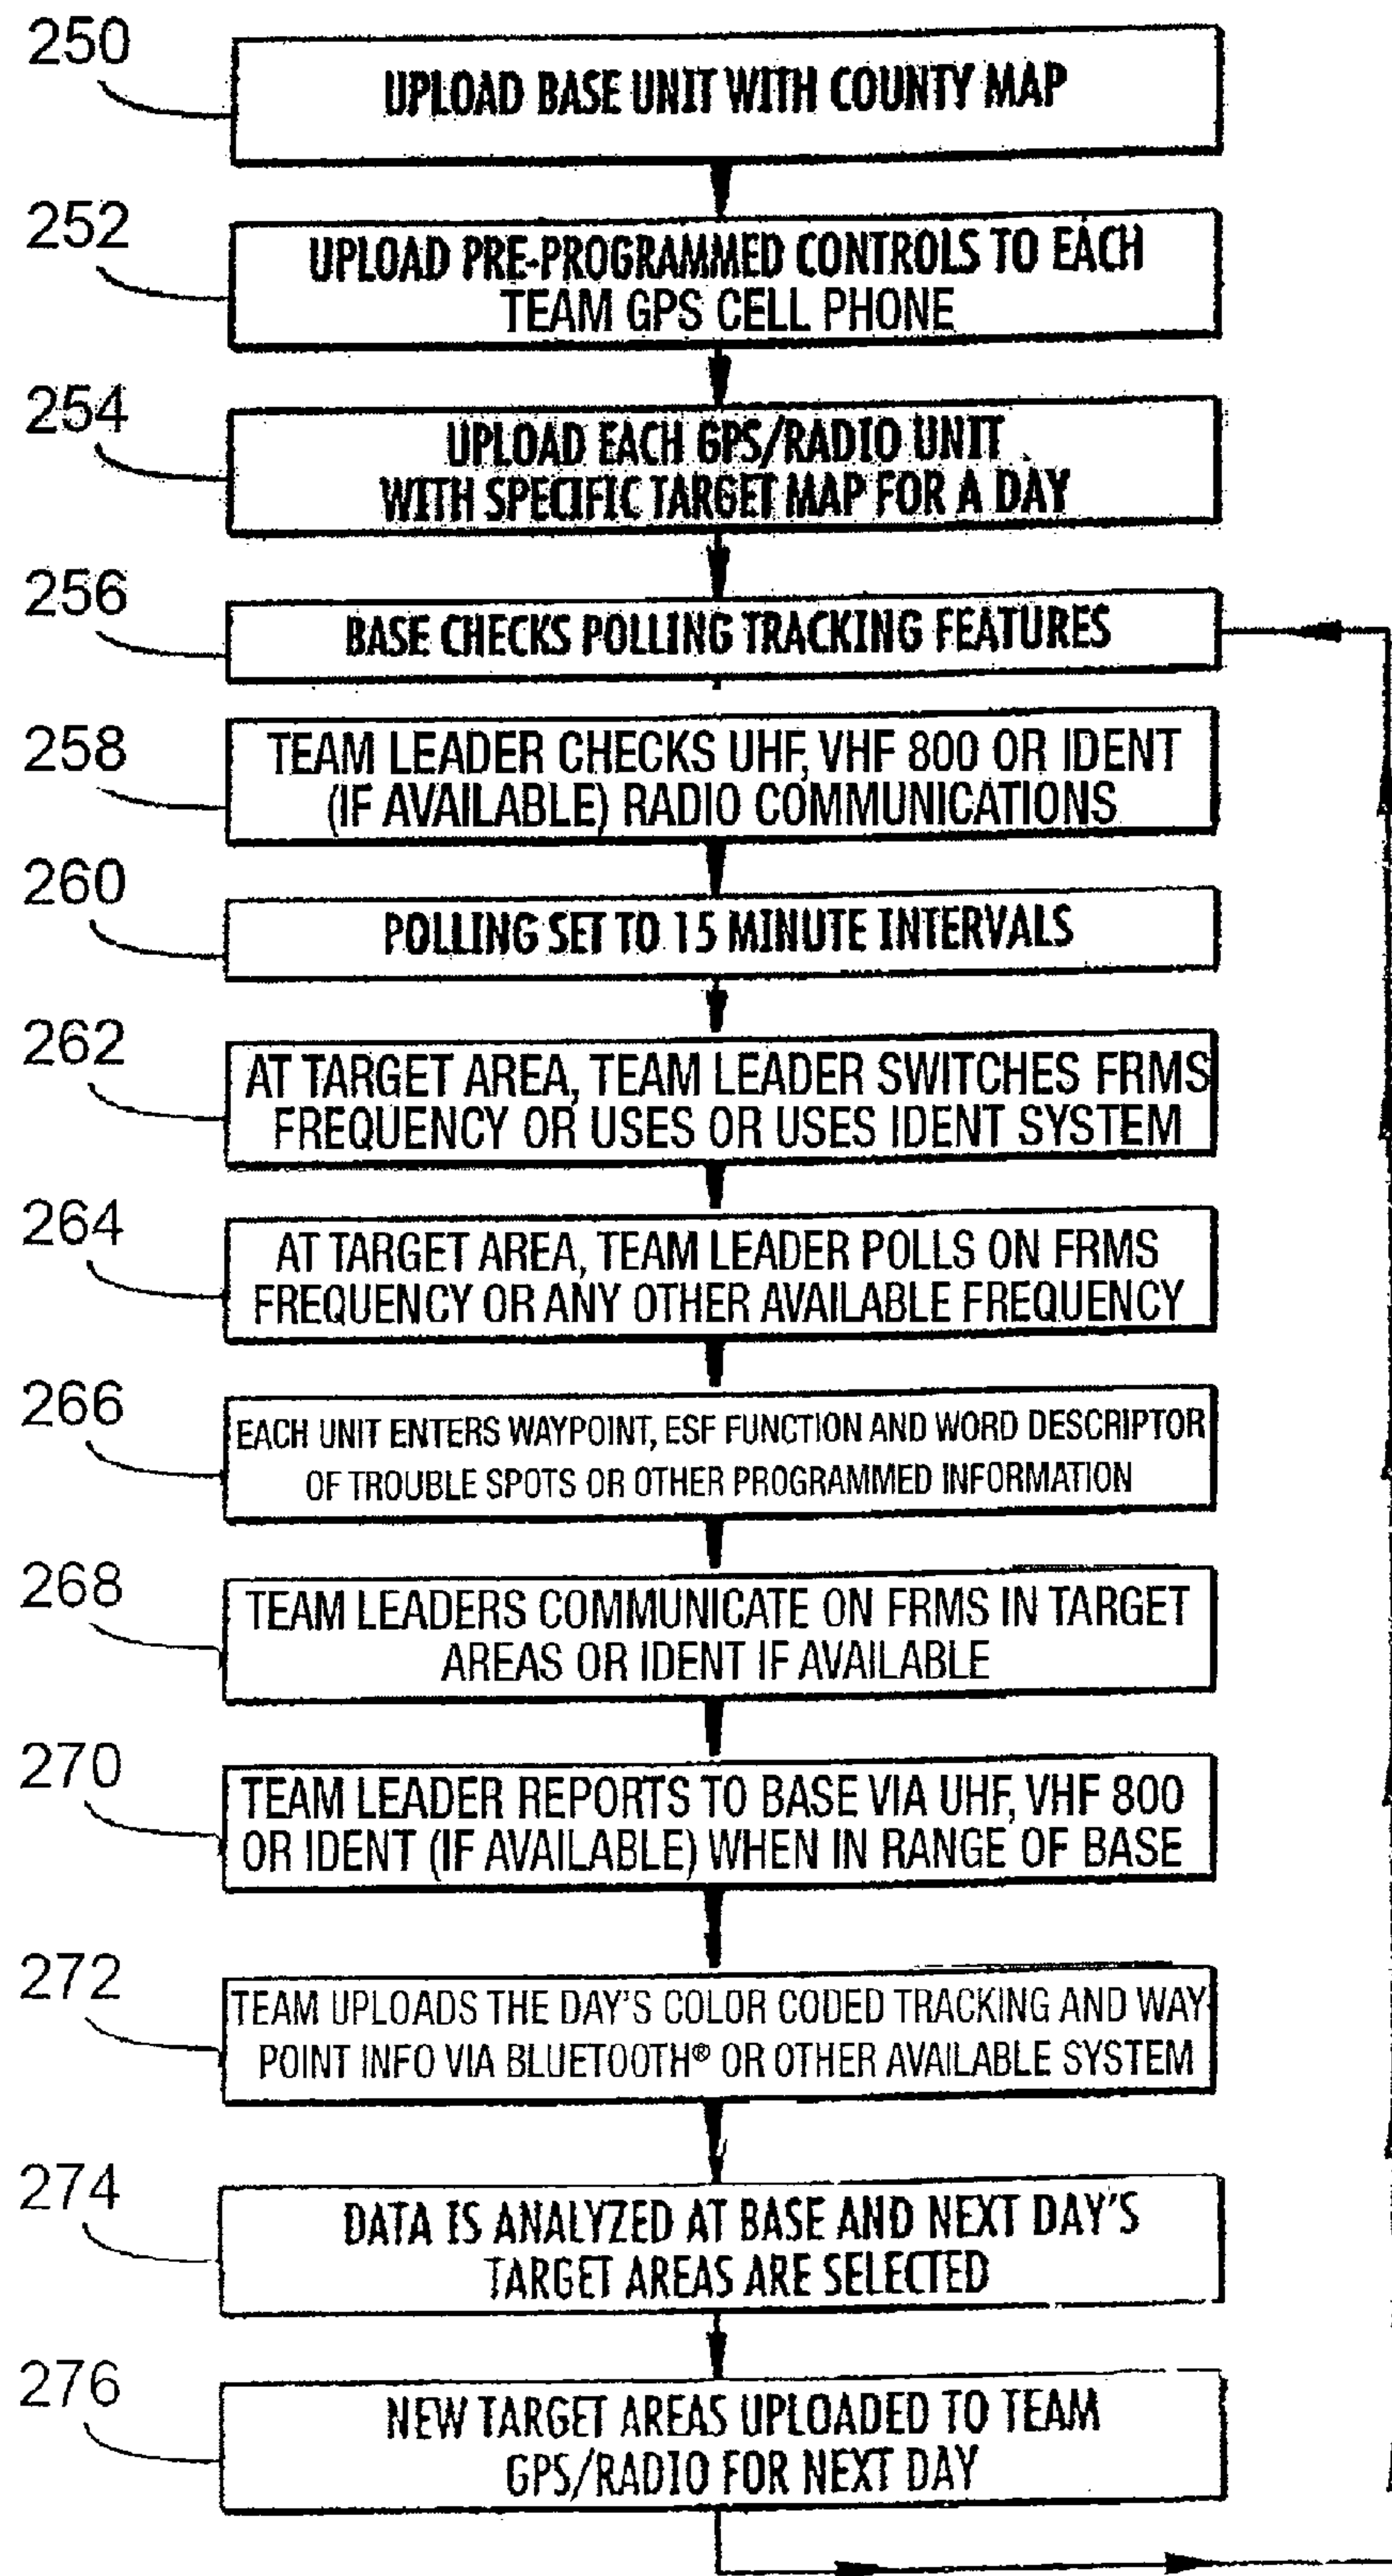 250
UPLOAD BASE UNIT WITH COUNTY MAP
252
UPLOAD PRE-PROGRAMMED CONTROLS TO EACH
TEAM GPS CELL PHONE
254
UPLOAD EACH GPS/RADIO UNIT
WITH SPECIFIC TARGET MAP FOR A DAY
256
BASE CHECKS POLLING TRACKING FEATURES
258
TEAM LEADER CHECKS UHF, VHF 800 OR IDENT
(IF AVAILABLE) RADIO COMMUNICATIONS
260
POLLING SET TO 15 MINUTE INTERVALS
262
AT TARGET AREA, TEAM LEADER SWITCHES FRMS
FREQUENCY OR USES OR USES IDENT SYSTEM
264
AT TARGET AREA, TEAM LEADER POLLS ON FRMS
FREQUENCY OR ANY OTHER AVAILABLE FREQUENCY
266
EACH UNIT ENTERS WAYPOINT, ESF FUNCTION AND WORD DESCRIPTOR
OF TROUBLE SPOTS OR OTHER PROGRAMMED INFORMATION
268
TEAM LEADERS COMMUNICATE ON FRMS IN TARGET
AREAS OR IDENT IF AVAILABLE
270
TEAM LEADER REPORTS TO BASE VIA UHF, VHF 800
OR IDENT (IF AVAILABLE) WHEN IN RANGE OF BASE
272
TEAM UPLOADS THE DAY'S COLOR CODED TRACKING AND WAY
POINT INFO VIA BLUETOOTH® OR OTHER AVAILABLE SYSTEM
274
DATA IS ANALYZED AT BASE AND NEXT DAY'S
TARGET AREAS ARE SELECTED
276
NEW TARGET AREAS UPLOADED TO TEAM
GPS/RADIO FOR NEXT DAY